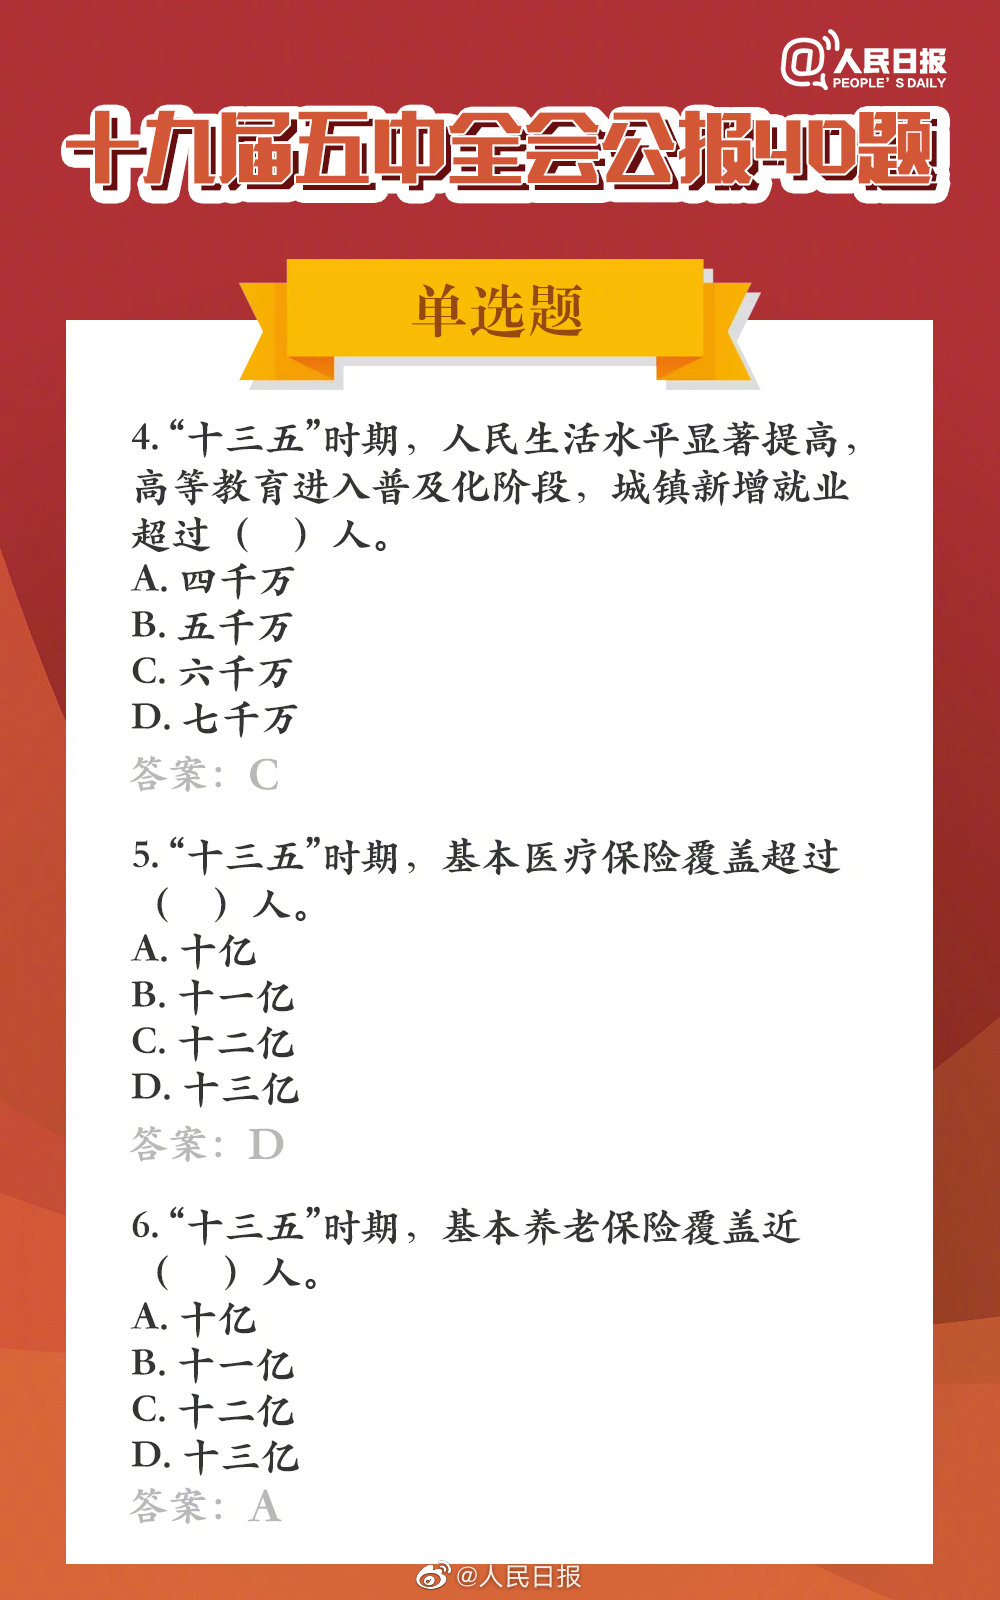 @人民日报
PEOPLE'S DAILY
十九届五中全会公报40题
单选题
4.“十三五”时期，人民生活水平显著提高，
高等教育进入普及化阶段，城镇新增就业
超过（　）人。
A. 四千万
B. 五千万
C. 六千万
D. 七千万
答案：C
5.“十三五”时期，基本医疗保险覆盖超过
（　）人。
A. 十亿
B. 十一亿
C. 十二亿
D. 十三亿
答案：D
6.“十三五”时期，基本养老保险覆盖近
（　）人。
A. 十亿
B. 十一亿
C. 十二亿
D. 十三亿
答案：A
@人民日报